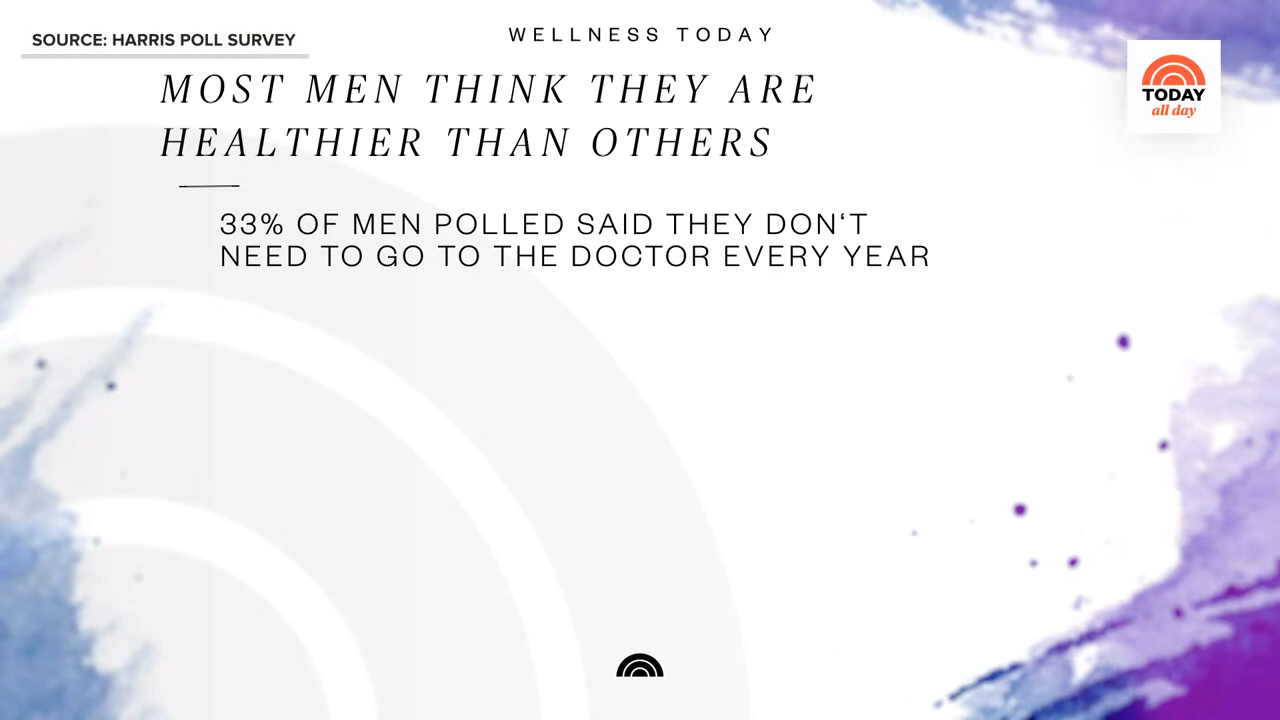 SOURCE: HARRIS POLL SURVEY
WELLNESS TODAY
MOST MEN THINK THEY ARE
HEALTHIER THAN OTHERS
33% OF MEN POLLED SAID THEY DON‘T
NEED TO GO TO THE DOCTOR EVERY YEAR
TODAY
all day